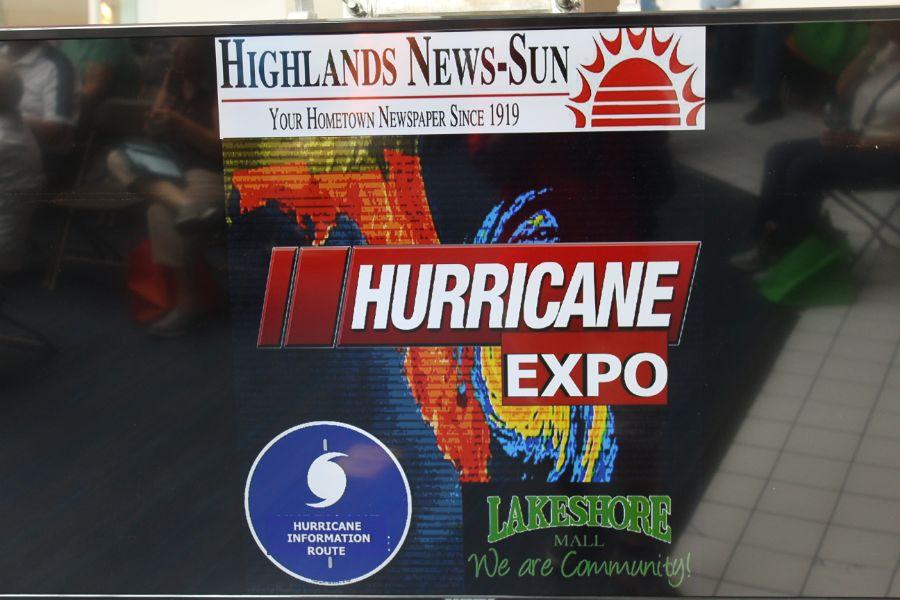 HIGHLANDS NEWS-SUN
YOUR HOMETOWN NEWSPAPER SINCE 1919
HURRICANE
EXPO
HURRICANE
INFORMATION
ROUTE
LAKESHORE
MALL
We are Community!